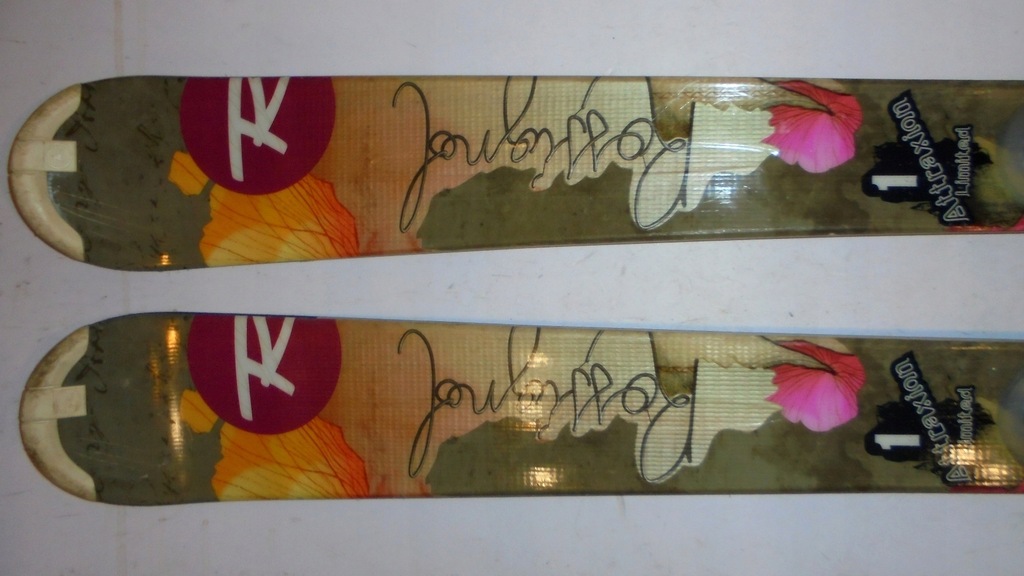 R
Rossignol
1
Attraxion
Limited
R
Rossignol
1
Attraxion
Limited